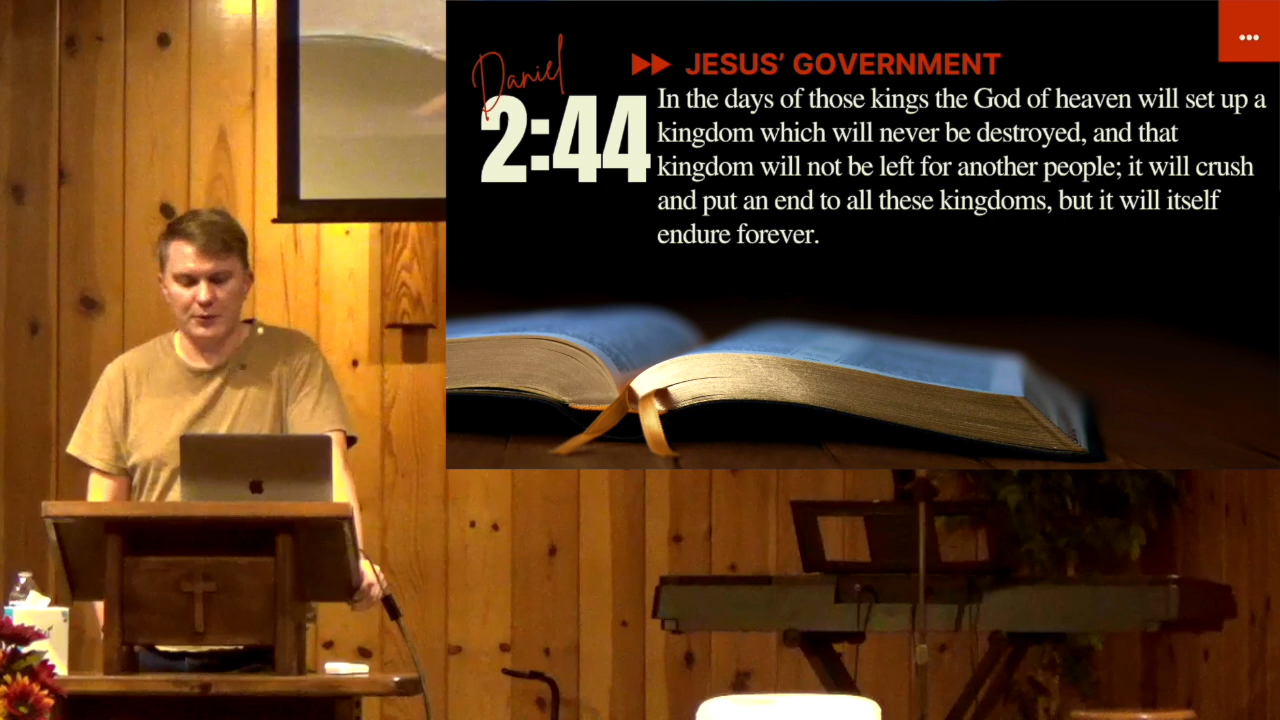 Daniel
2:44
▶▶ JESUS’ GOVERNMENT
In the days of those kings the God of heaven will set up a
kingdom which will never be destroyed, and that
kingdom will not be left for another people; it will crush
and put an end to all these kingdoms, but it will itself
endure forever.